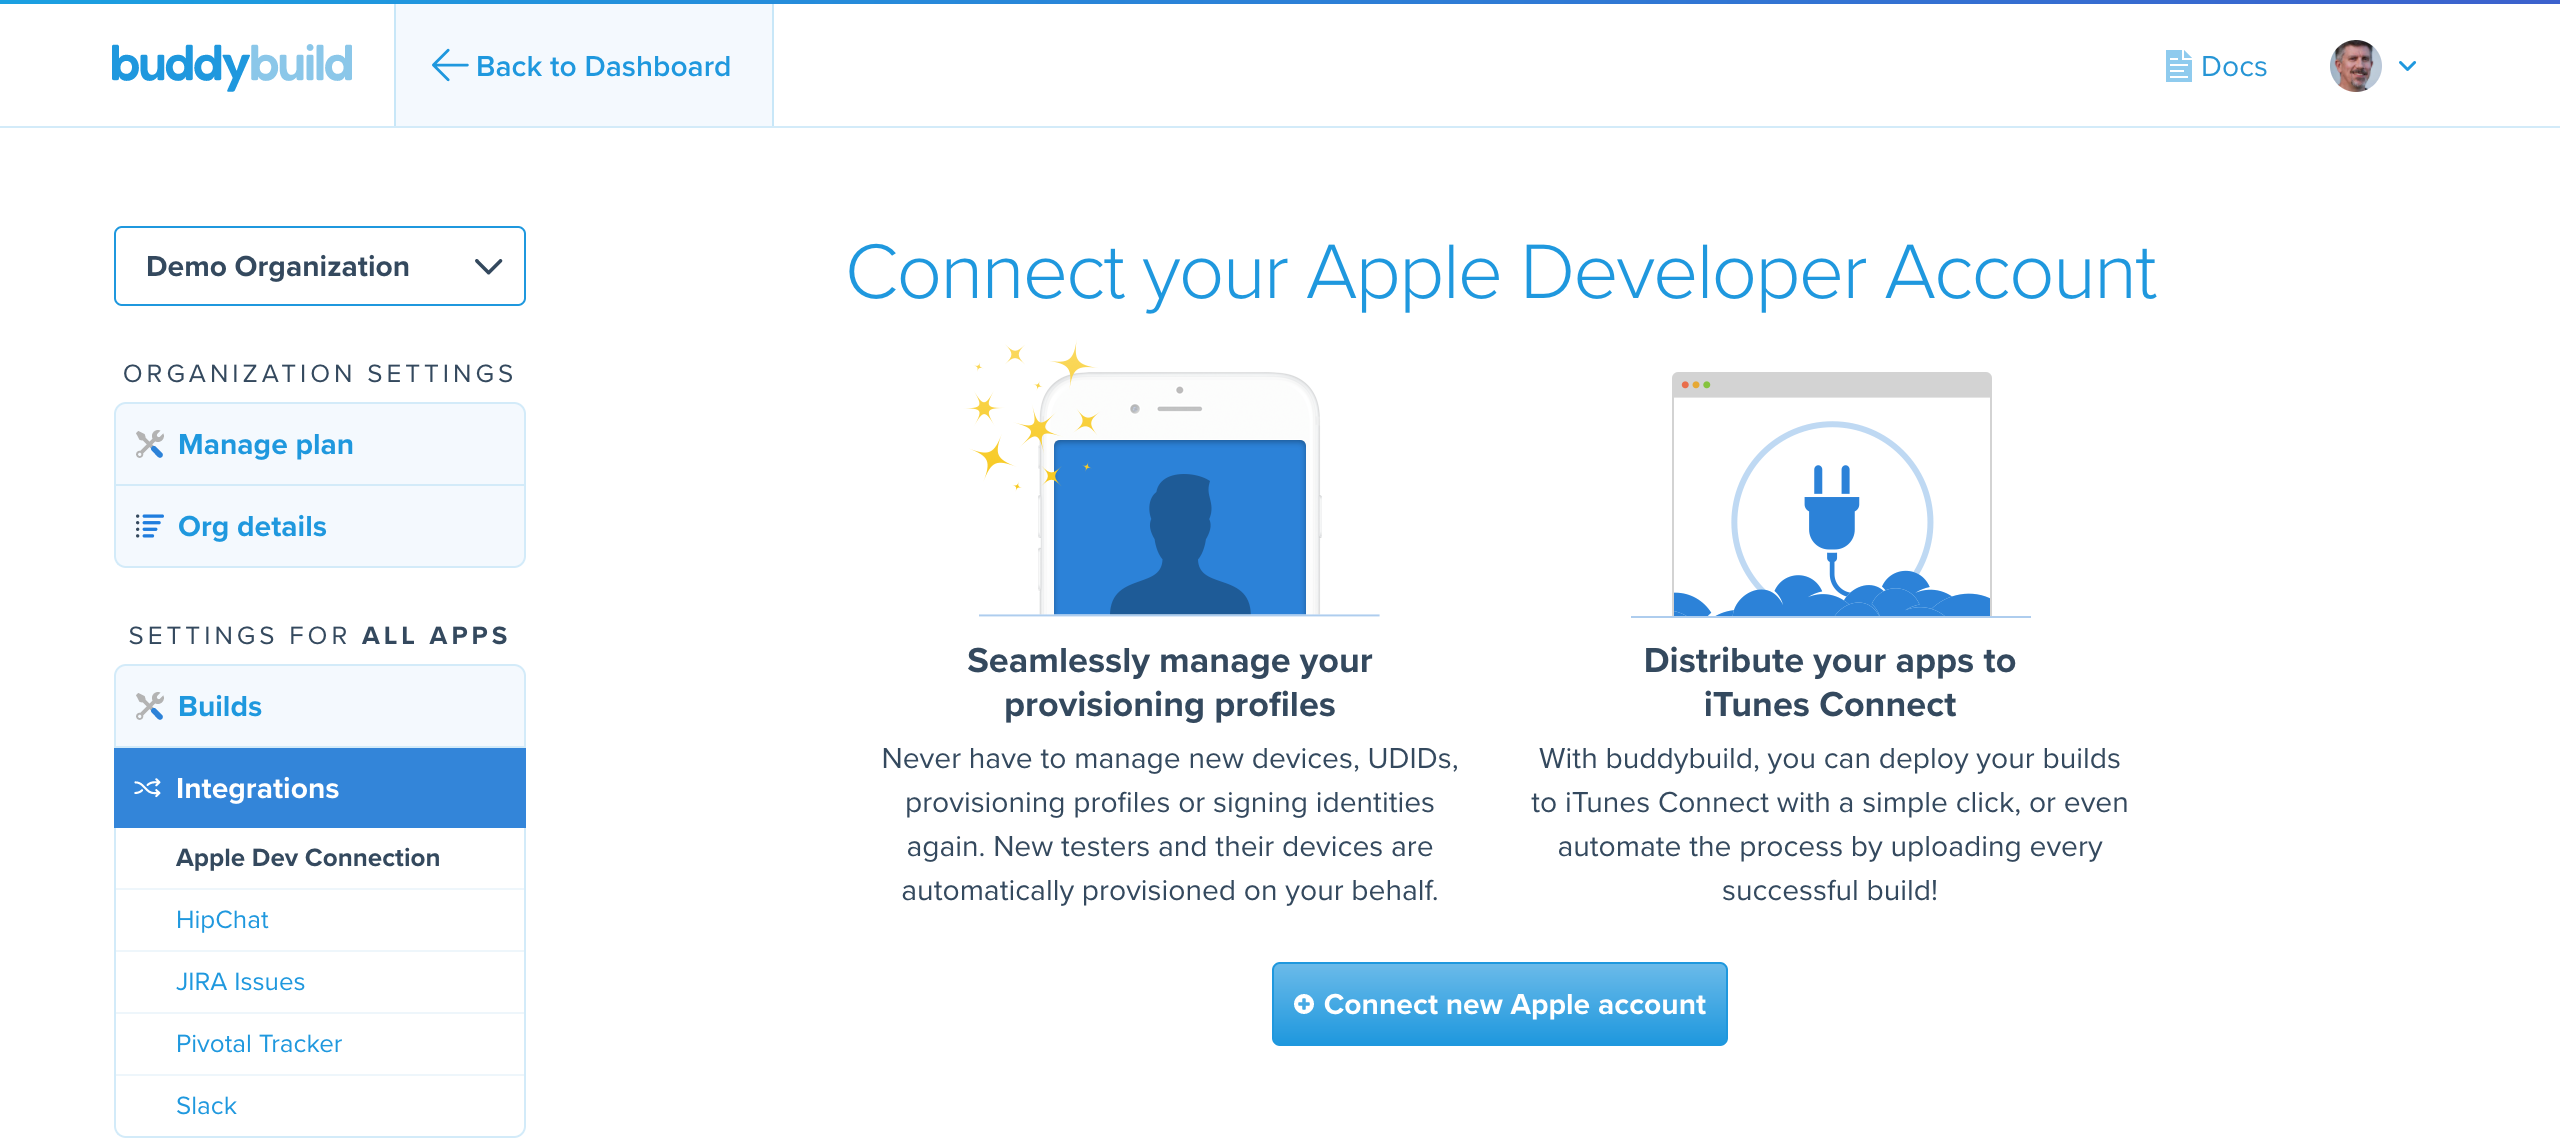 buddybuild
Back to Dashboard
Docs
Demo Organization
ORGANIZATION SETTINGS
Manage plan
Org details
SETTINGS FOR ALL APPS
Builds
Integrations
Apple Dev Connection
HipChat
JIRA Issues
Pivotal Tracker
Slack
Connect your Apple Developer Account
Seamlessly manage your
provisioning profiles
Never have to manage new devices, UDIDs,
provisioning profiles or signing identities
again. New testers and their devices are
automatically provisioned on your behalf.
Distribute your apps to
iTunes Connect
With buddybuild, you can deploy your builds
to iTunes Connect with a simple click, or even
automate the process by uploading every
successful build!
Connect new Apple account